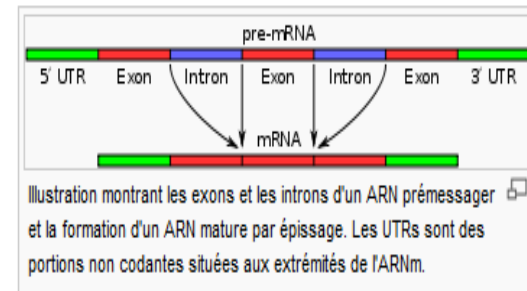 pre-mRNA
5' UTR Exon Intron Exon Intron Exon 3' UTR
mRNA
Illustration montrant les exons et les introns d'un ARN prémessager
et la formation d'un ARN mature par épissage. Les UTRs sont des
portions non codantes situées aux extrémités de l'ARNm.